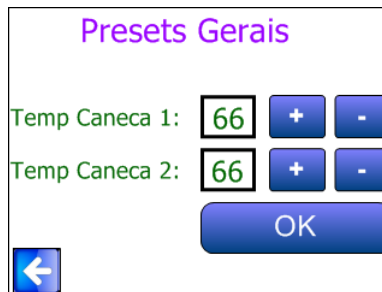 Presets Gerais
Temp Caneca 1: 66 + -
Temp Caneca 2: 66 + -
OK